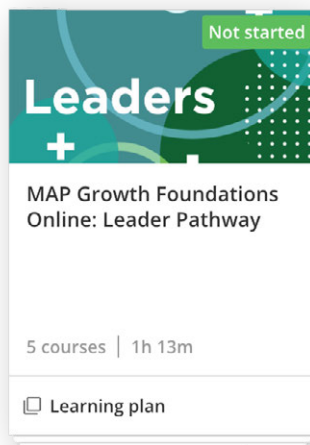 Not started
Leaders
MAP Growth Foundations
Online: Leader Pathway
5 courses | 1h 13m
Learning plan